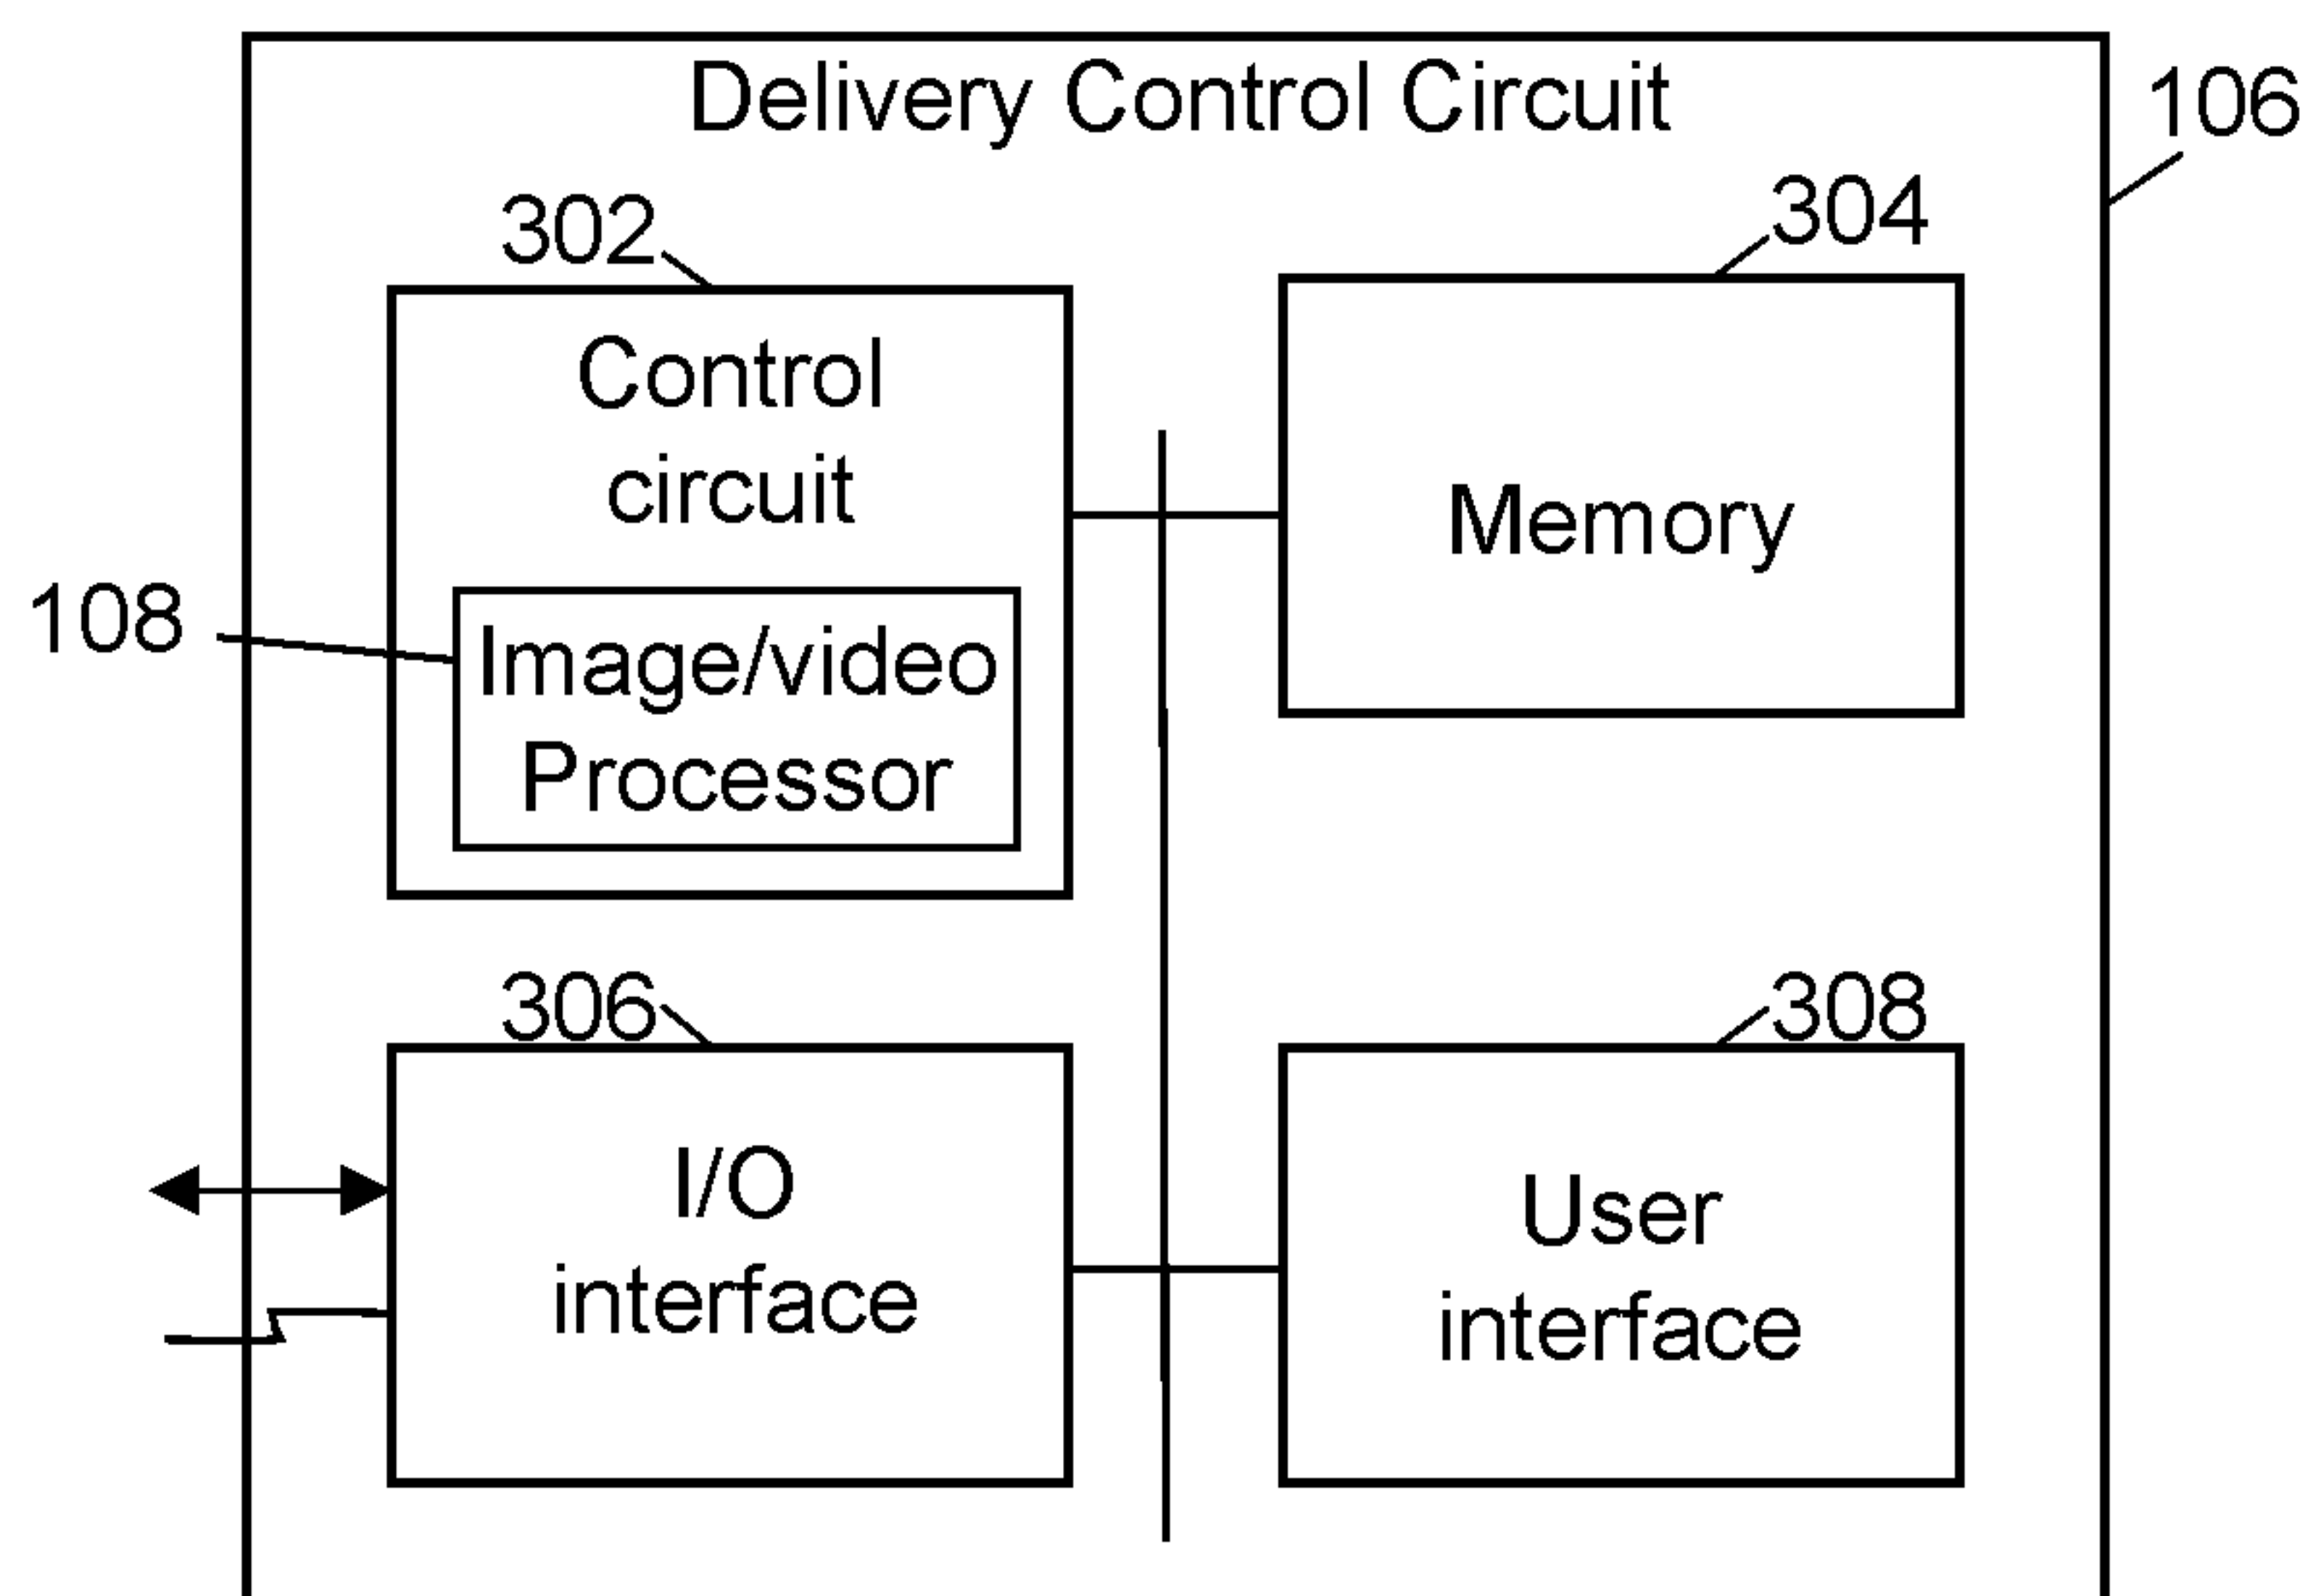 Delivery Control Circuit
106
302
304
Control
circuit
Memory
108
Image/video
Processor
306
308
I/O
interface
User
interface